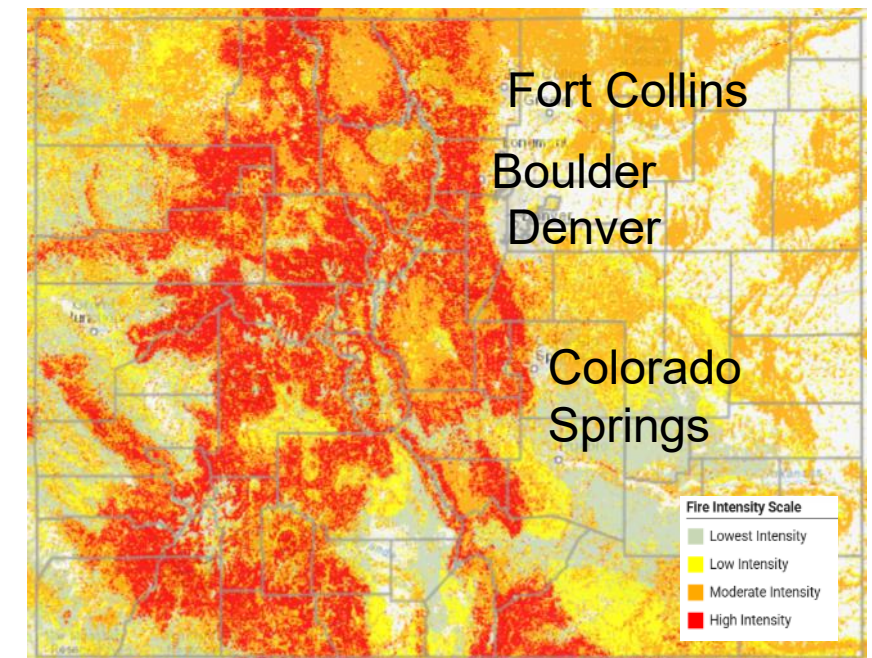 Fort Collins
Boulder
Denver
Colorado
Springs
Fire Intensity Scale
Lowest Intensity
Low Intensity
Moderate Intensity
High Intensity